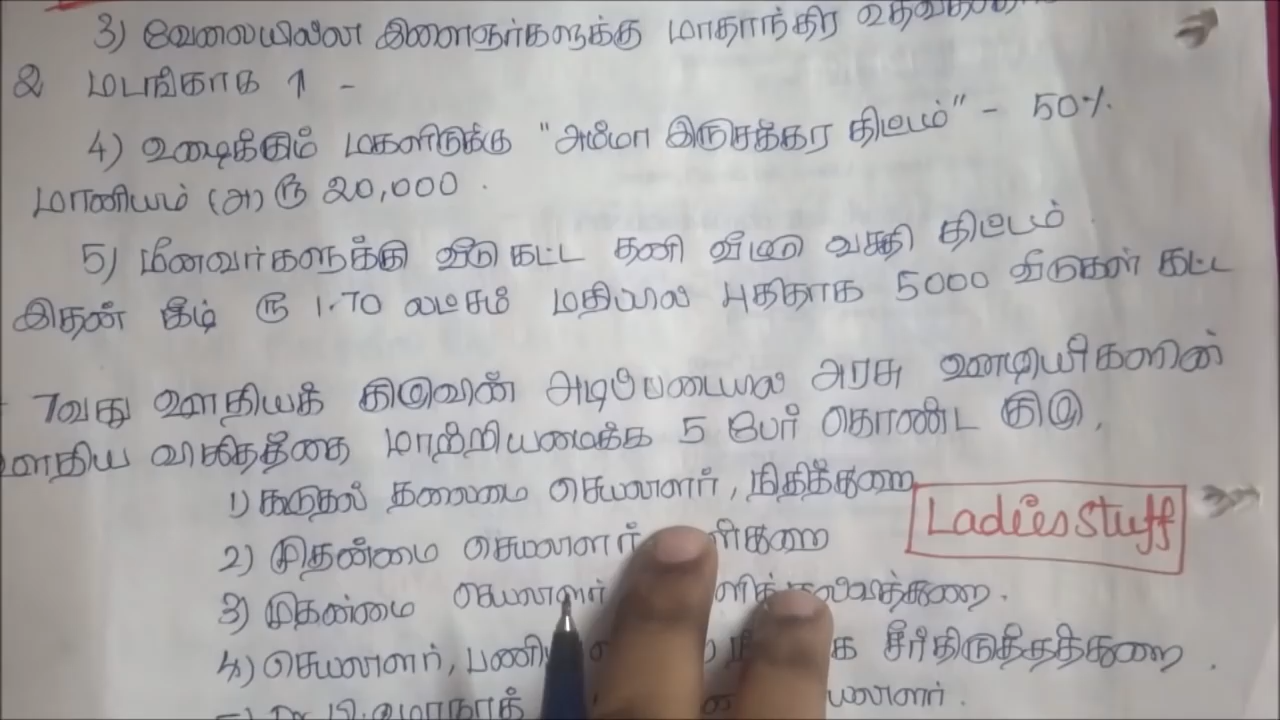 3) வேலையில்லா இளைஞர்களுக்கு மாதாந்திர
2 மடங்காக 1 -
4) உழைக்கும் மகளிருக்கு "அம்மா இருசக்கர திட்டம்" - 50%
மானியம் (அ) ரூ 20,000 .
5) மீனவர்களுக்கு வீடு கட்ட தனி வீட்டு வசதி திட்டம் .
இதன் கீழ் ரூ 1.70 லட்சம் மதிப்பில் புதிதாக 5000 வீடுகள் கட்ட
7வது ஊதியக் குழுவின் அடிப்படையில் அரசு ஊழியர்களின்
ஊதிய விகிதத்தை மாற்றியமைக்க 5 பேர் கொண்ட குழு .
1) கூடுதல் தலைமை செயலாளர் , நிதித்துறை
Ladies stuff
2) முதன்மை செயலாளர்
3) முதன்மை செயலாளர்
4) செயலாளர் , சீர்திருத்தத்துறை .